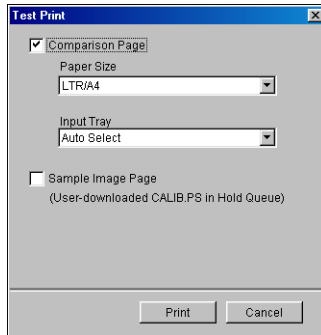 Test Print
Comparison Page
Paper Size
LTR/A4
Input Tray
Auto Select
Sample Image Page
(User-downloaded CALIB.PS in Hold Queue)
Print Cancel